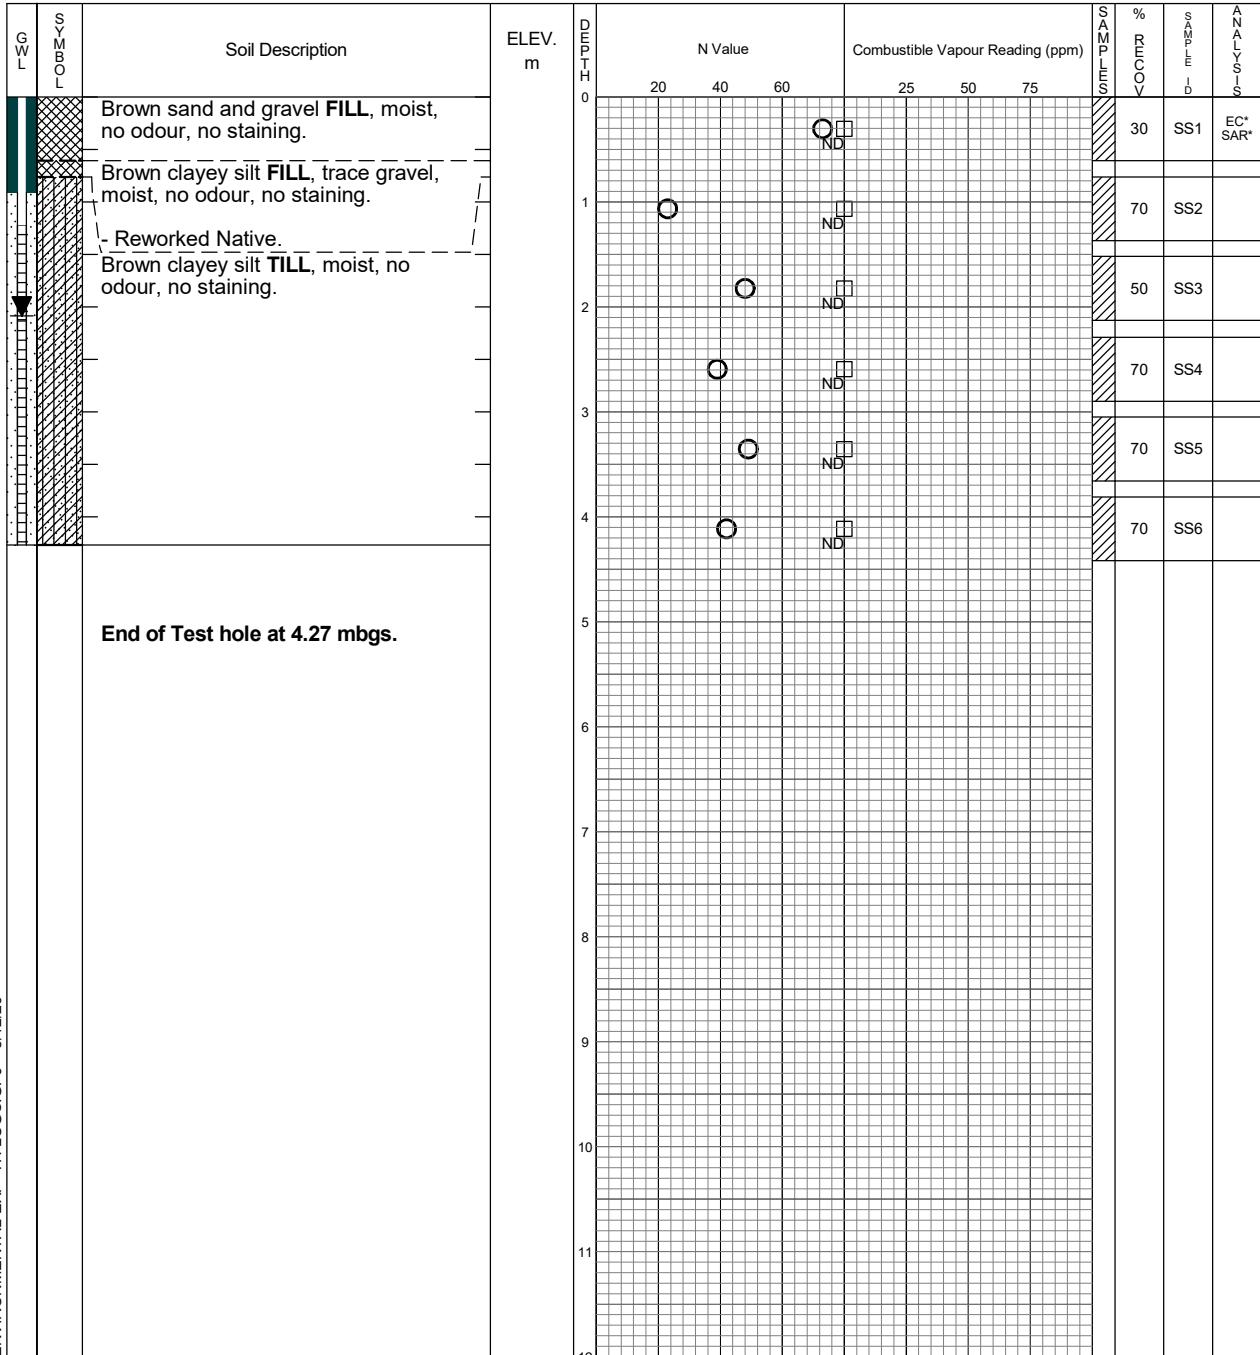 GWL
SYMBOL
Soil Description
ELEV.
m
DEPTH
N Value
20 40 60
Combustible Vapour Reading (ppm)
25 50 75
SAMPLES
% RECOV
SAMPLE ID
ANALYSIS
Brown sand and gravel FILL, moist,
no odour, no staining.
Brown clayey silt FILL, trace gravel,
moist, no odour, no staining.
- Reworked Native.
Brown clayey silt TILL, moist, no
odour, no staining.
End of Test hole at 4.27 mbgs.
0
1
2
3
4
5
6
7
8
9
10
11
ND
ND
ND
ND
ND
ND
30 SS1 EC*
SAR*
70 SS2
50 SS3
70 SS4
70 SS5
70 SS6